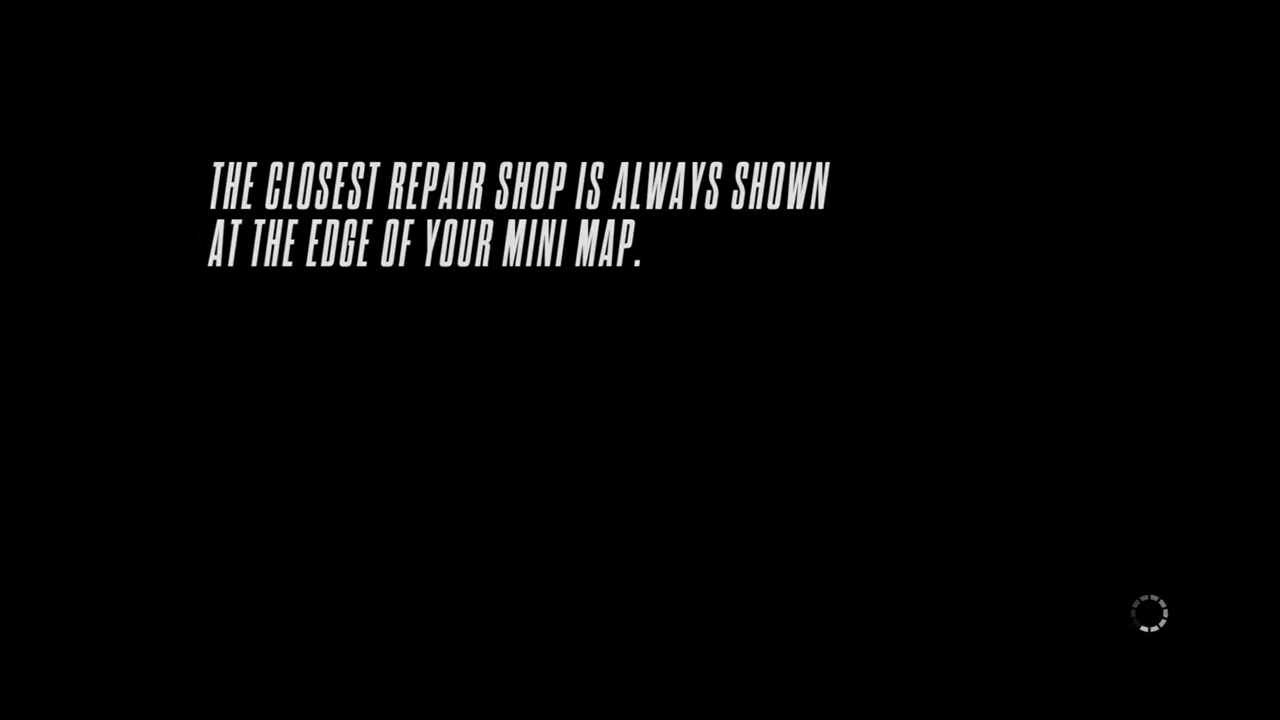 THE CLOSEST REPAIR SHOP IS ALWAYS SHOWN
AT THE EDGE OF YOUR MINI MAP.